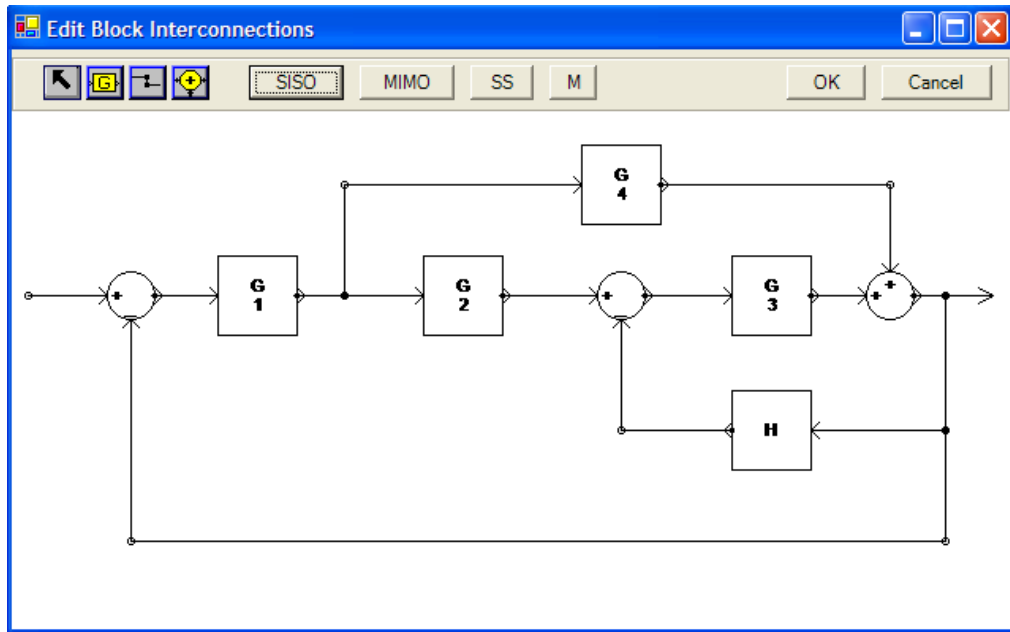 Edit Block Interconnections
G SISO MIMO SS M OK Cancel
G
4
G
1
G
2
G
3
H